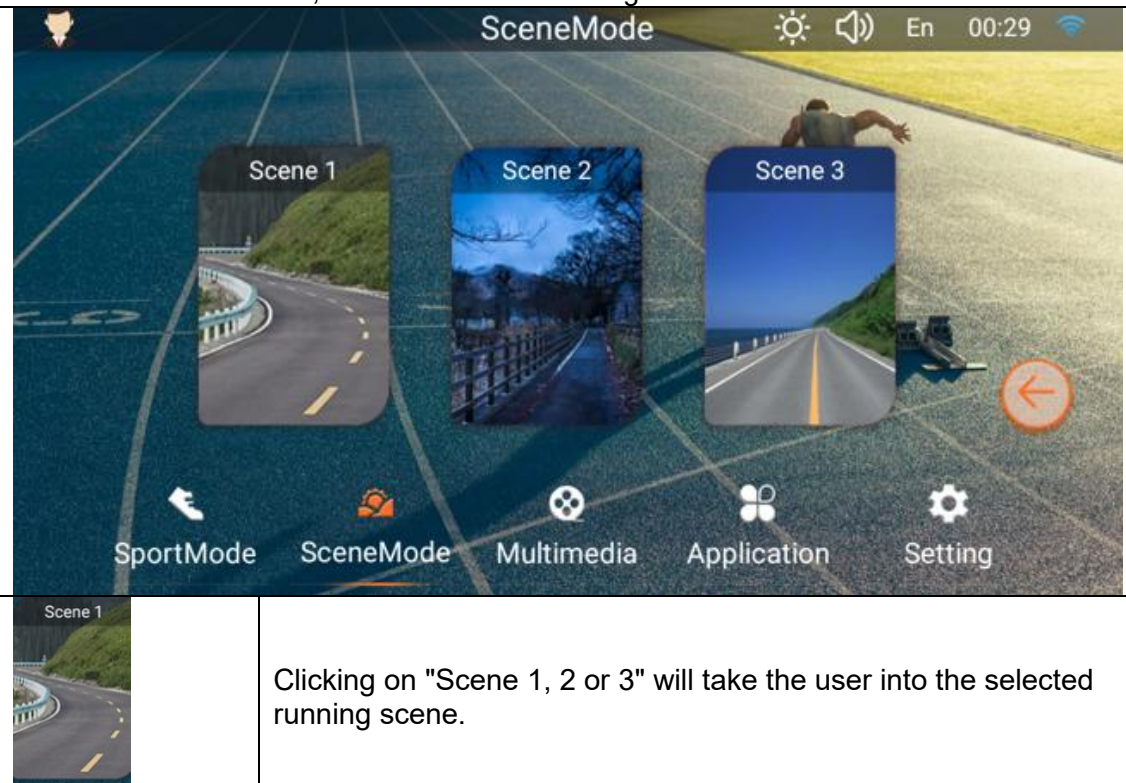 SceneMode
En
00:29
Scene 1
Scene 2
Scene 3
SportMode
SceneMode
Multimedia
Application
Setting
Scene 1
Clicking on "Scene 1, 2 or 3" will take the user into the selected
running scene.